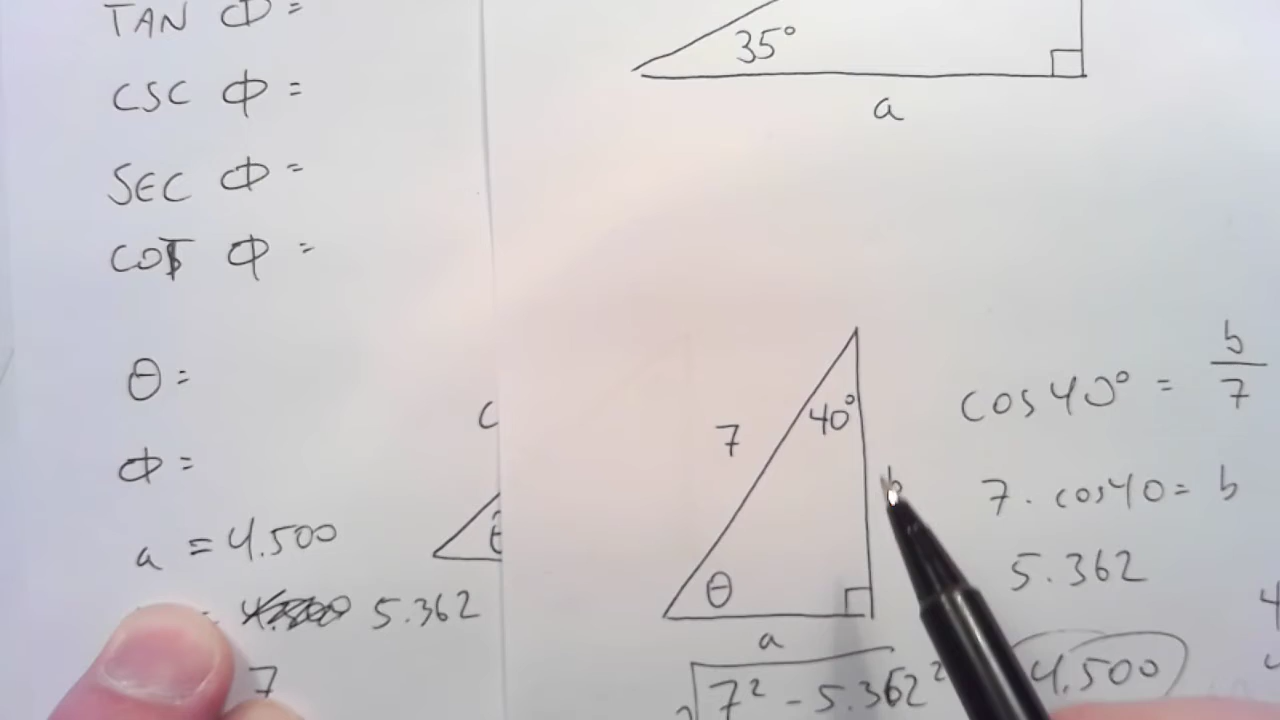 TAN Φ =
CSC Φ =
SEC Φ =
COT Φ =
θ =
Φ =
a = 4.500
= 5.362
7
35°
a
c
θ
7
40°
b
θ
a
cos 40° = b/7
7 · cos 40 = b
5.362
√7² - 5.362²
4.500